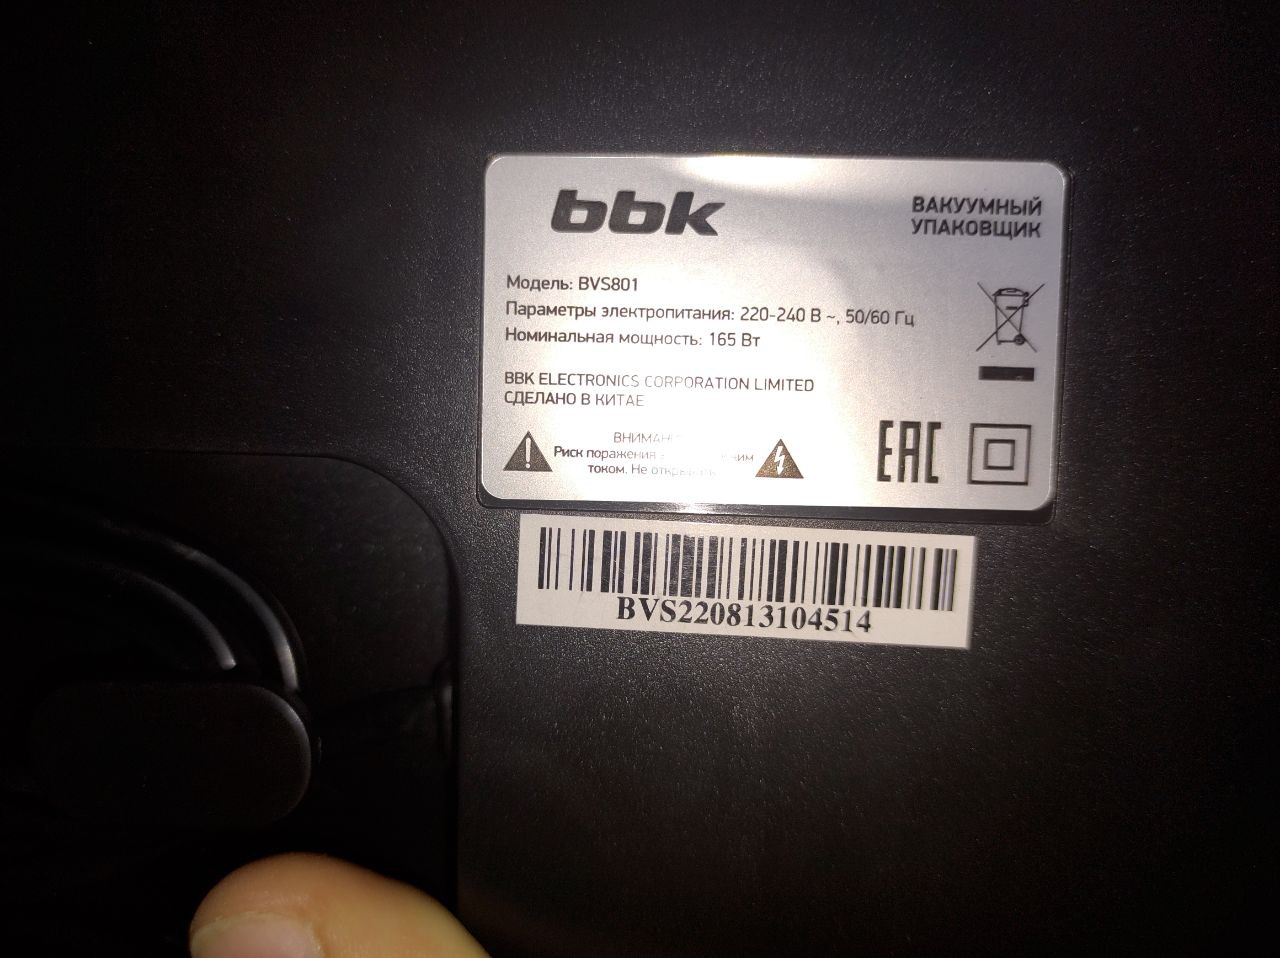 bbk
ВАКУУМНЫЙ
УПАКОВЩИК
Модель: BVS801
Параметры электропитания: 220-240 В ~, 50/60 Гц
Номинальная мощность: 165 Вт
BBK ELECTRONICS CORPORATION LIMITED
СДЕЛАНО В КИТАЕ
Риск поражения
током. Не
EAC
BVS220813104514